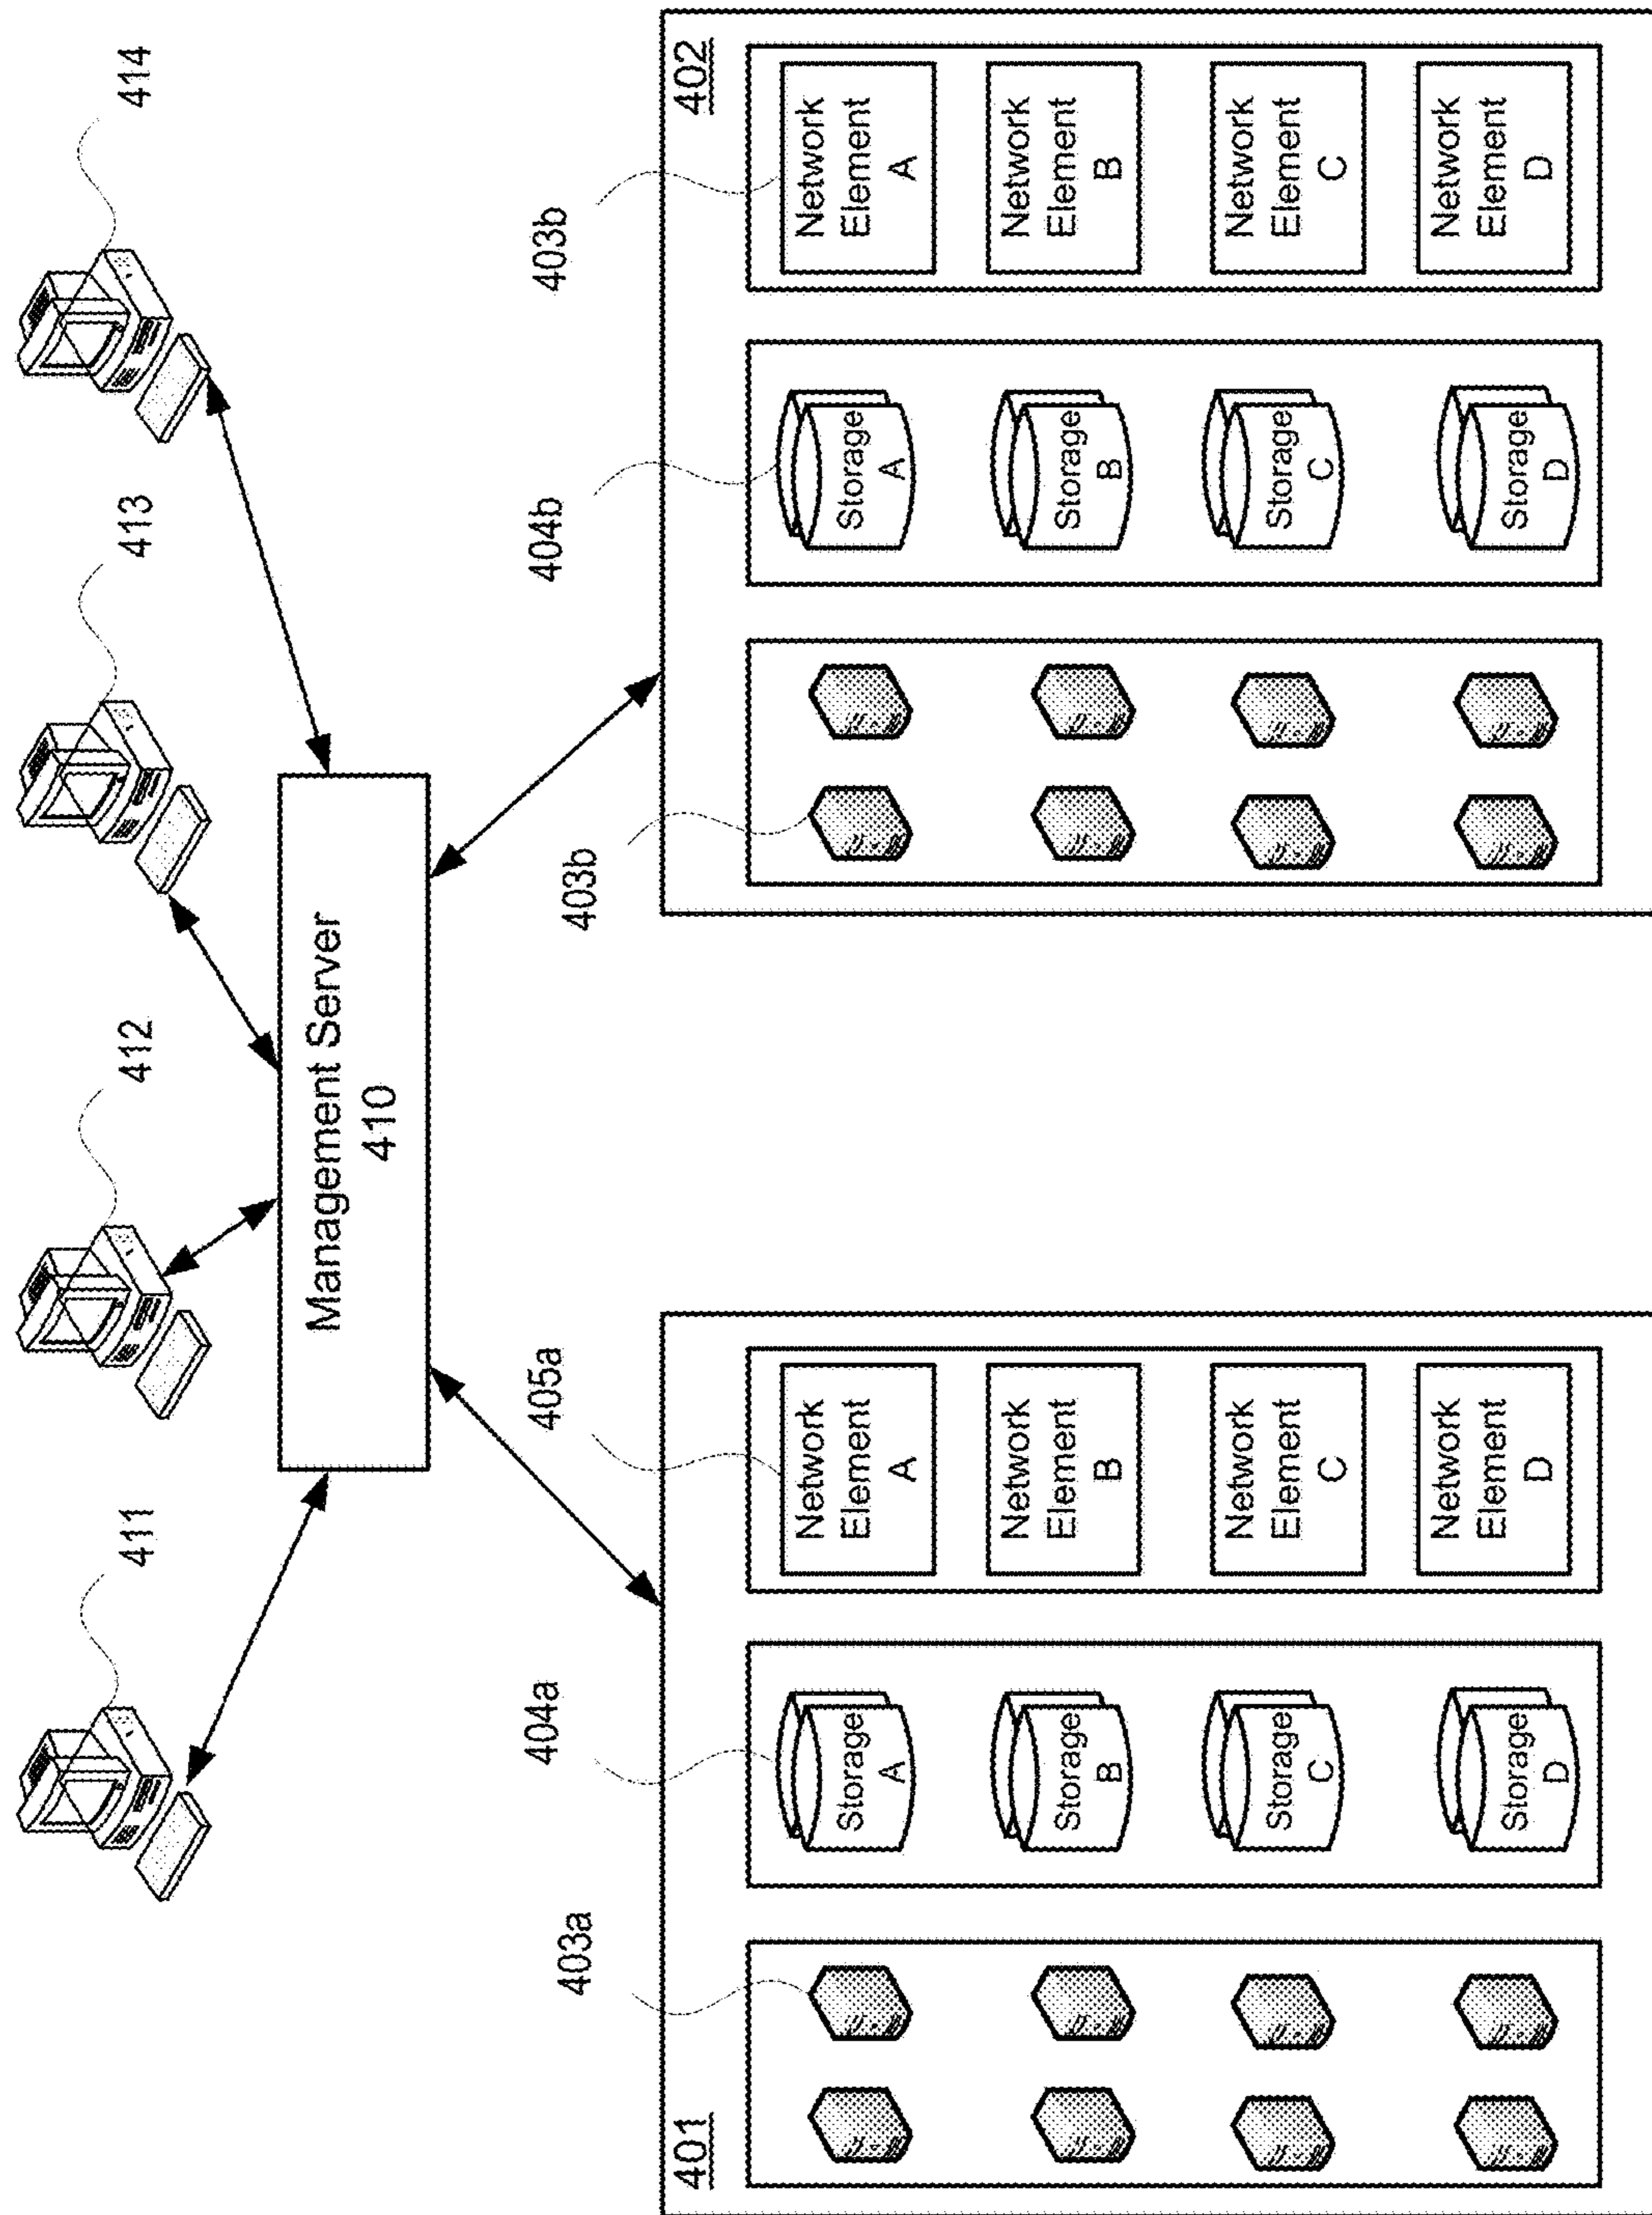 411
412
413
414
Management Server
410
403a
404a
405a
403b
404b
403b
401
Storage
A
Storage
B
Storage
C
Storage
D
Network
Element
A
Network
Element
B
Network
Element
C
Network
Element
D
402
Storage
A
Storage
B
Storage
C
Storage
D
Network
Element
A
Network
Element
B
Network
Element
C
Network
Element
D